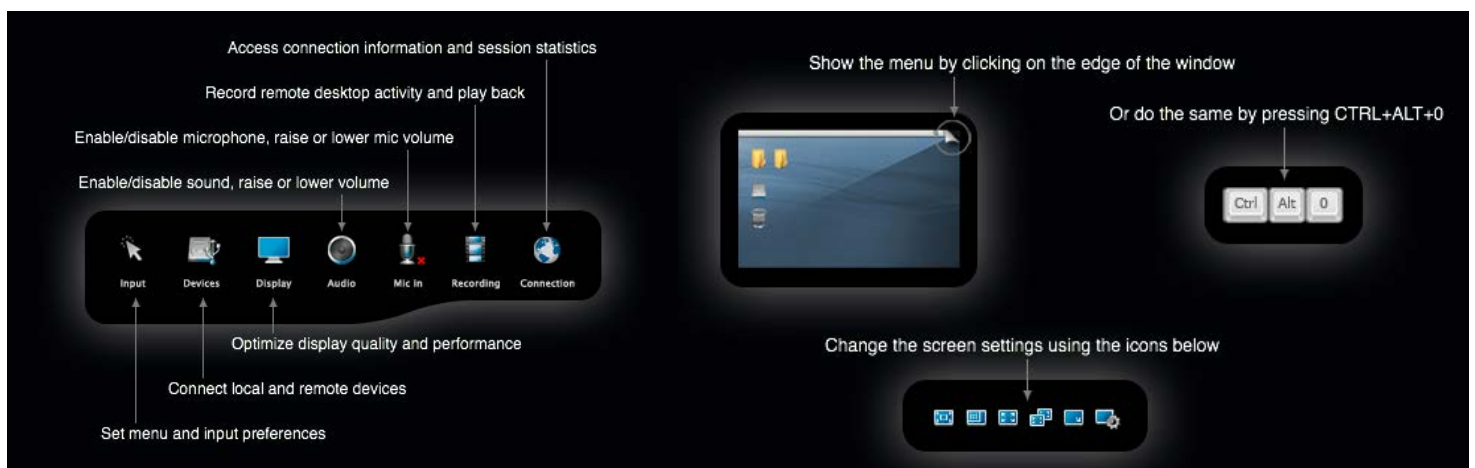 Access connection information and session statistics
Record remote desktop activity and play back
Enable/disable microphone, raise or lower mic volume
Enable/disable sound, raise or lower volume
Input
Devices
Display
Audio
Mic In
Recording
Connection
Optimize display quality and performance
Connect local and remote devices
Set menu and input preferences
Show the menu by clicking on the edge of the window
Or do the same by pressing CTRL+ALT+0
Ctrl
Alt
0
Change the screen settings using the icons below